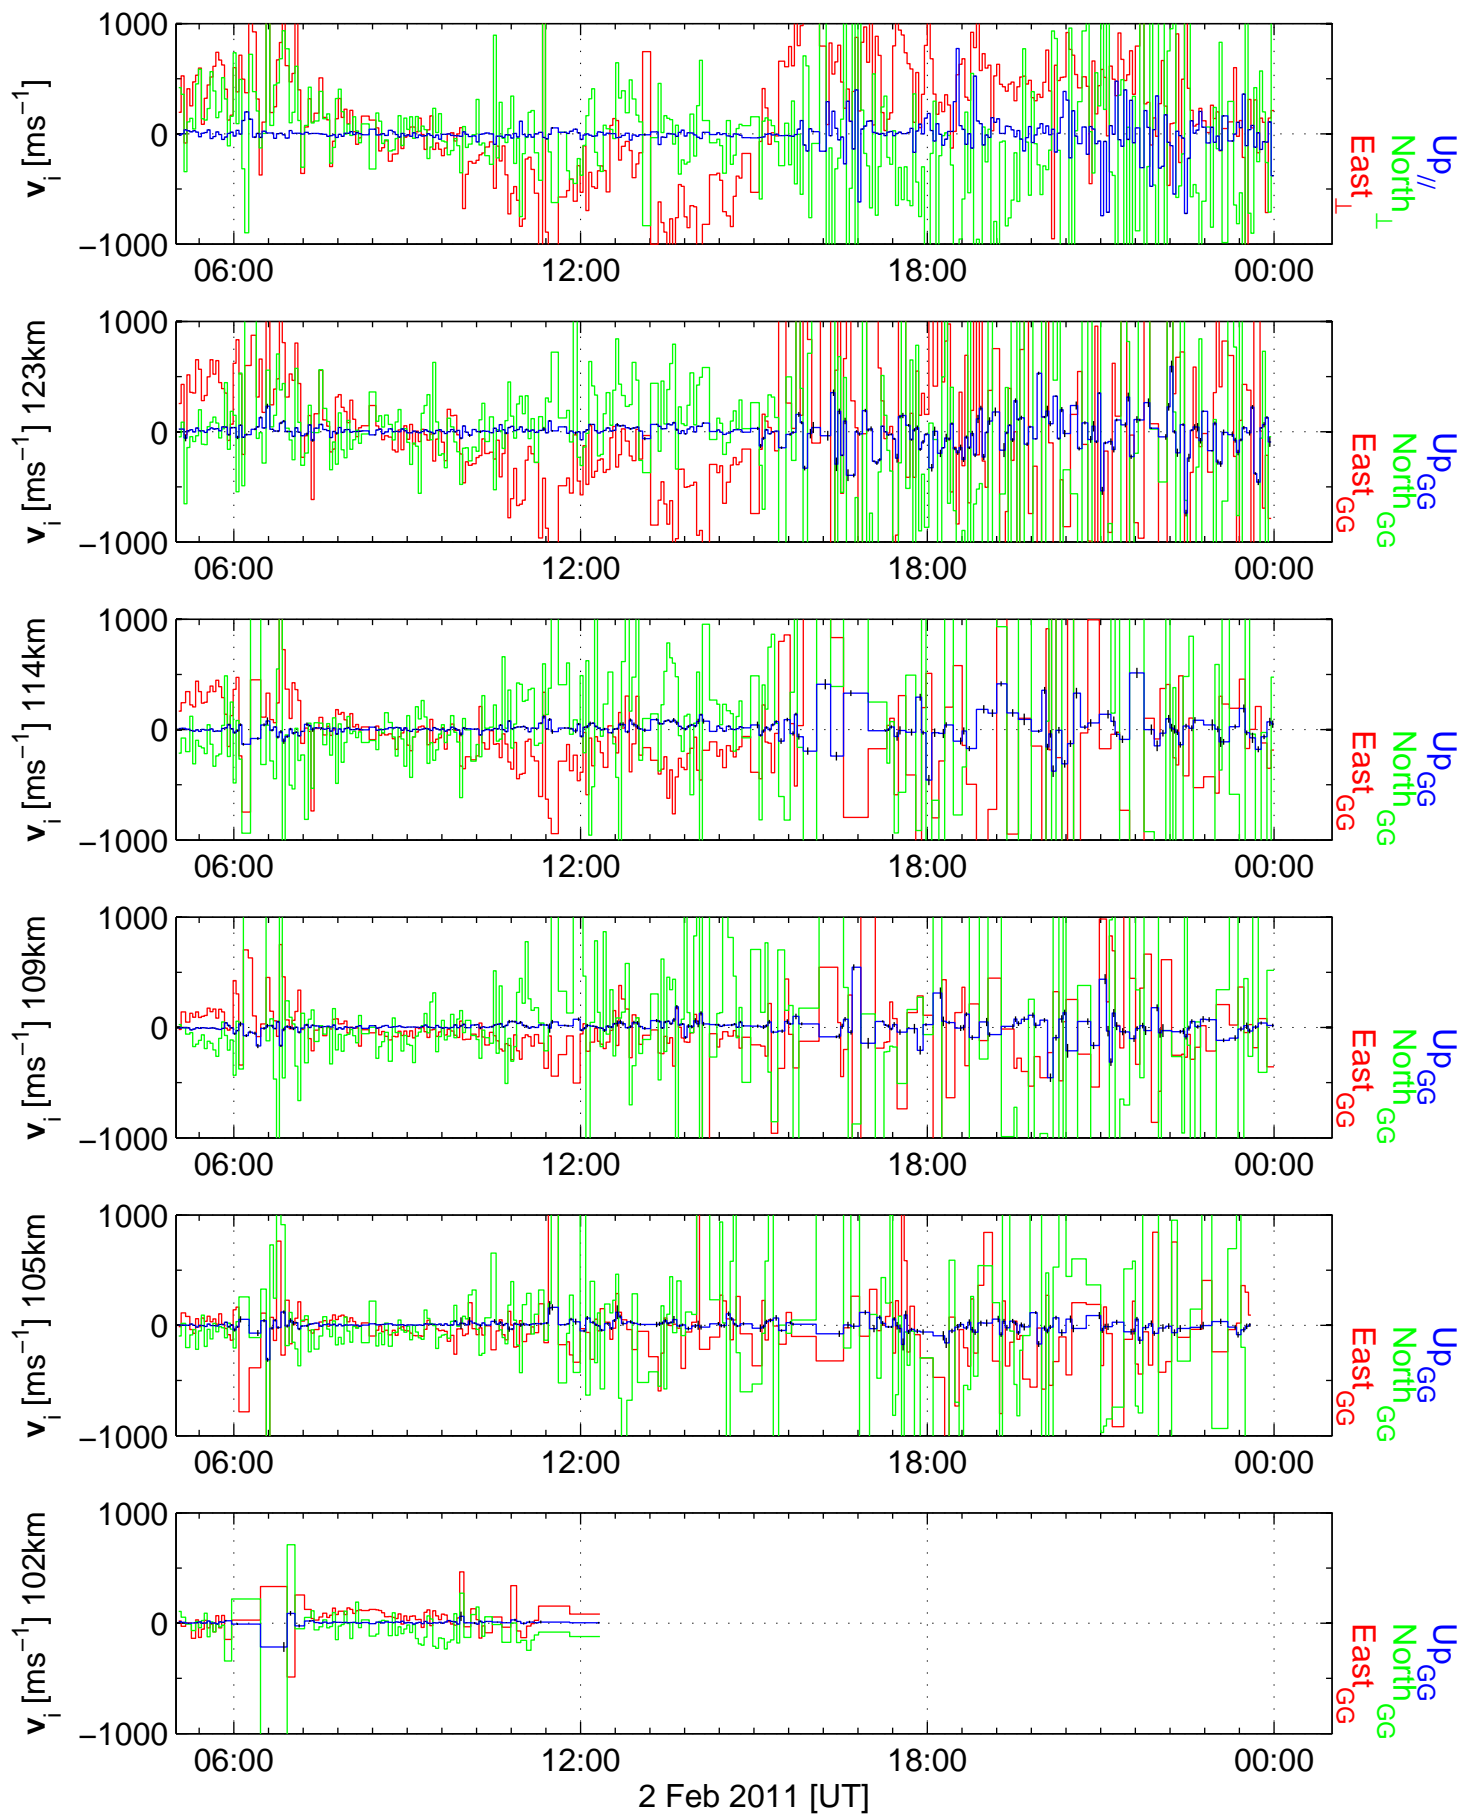 1000
0
−1000
v_i [ms^−1]
06:00 12:00 18:00 00:00
East_⊥
North_⊥
Up_//
1000
0
−1000
v_i [ms^−1] 123km
06:00 12:00 18:00 00:00
East_GG
North_GG
Up_GG
1000
0
−1000
v_i [ms^−1] 114km
06:00 12:00 18:00 00:00
East_GG
North_GG
Up_GG
1000
0
−1000
v_i [ms^−1] 109km
06:00 12:00 18:00 00:00
East_GG
North_GG
Up_GG
1000
0
−1000
v_i [ms^−1] 105km
06:00 12:00 18:00 00:00
East_GG
North_GG
Up_GG
1000
0
−1000
v_i [ms^−1] 102km
06:00 12:00 18:00 00:00
East_GG
North_GG
Up_GG
2 Feb 2011 [UT]